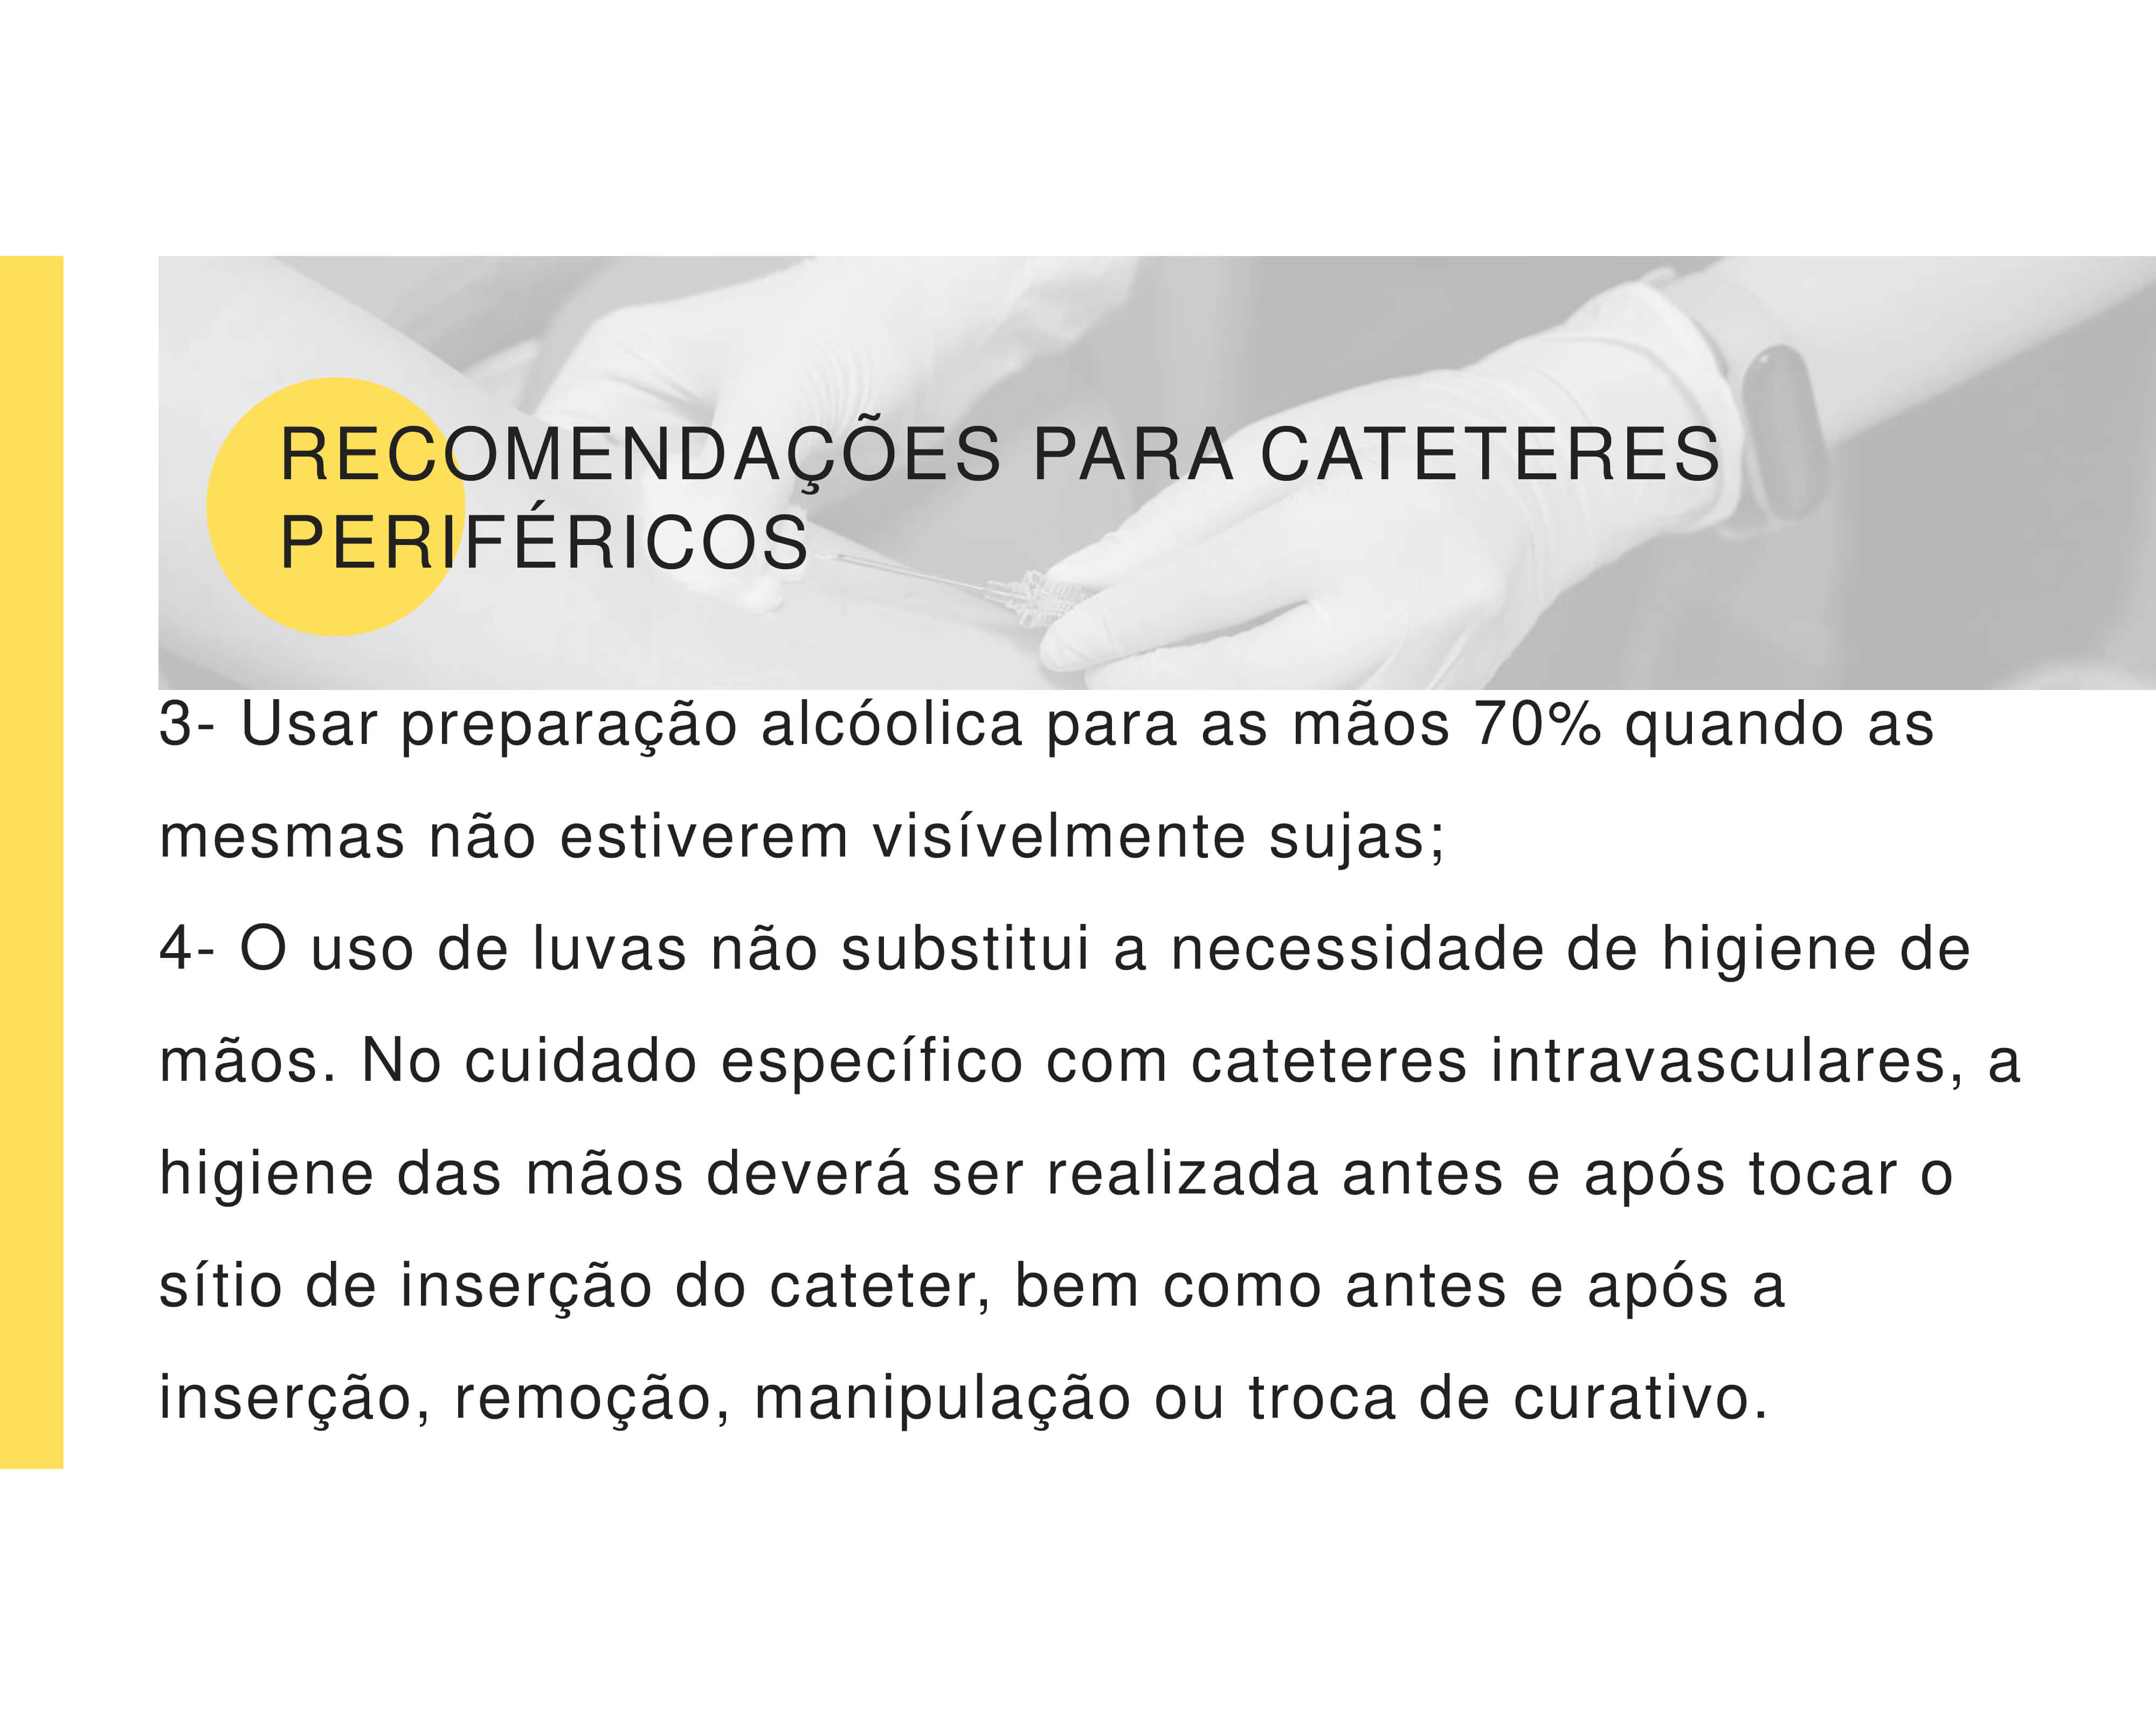 RECOMENDAÇÕES PARA CATETERES
PERIFÉRICOS
3- Usar preparação alcóolica para as mãos 70% quando as
mesmas não estiverem visívelmente sujas;
4- O uso de luvas não substitui a necessidade de higiene de
mãos. No cuidado específico com cateteres intravasculares, a
higiene das mãos deverá ser realizada antes e após tocar o
sítio de inserção do cateter, bem como antes e após a
inserção, remoção, manipulação ou troca de curativo.